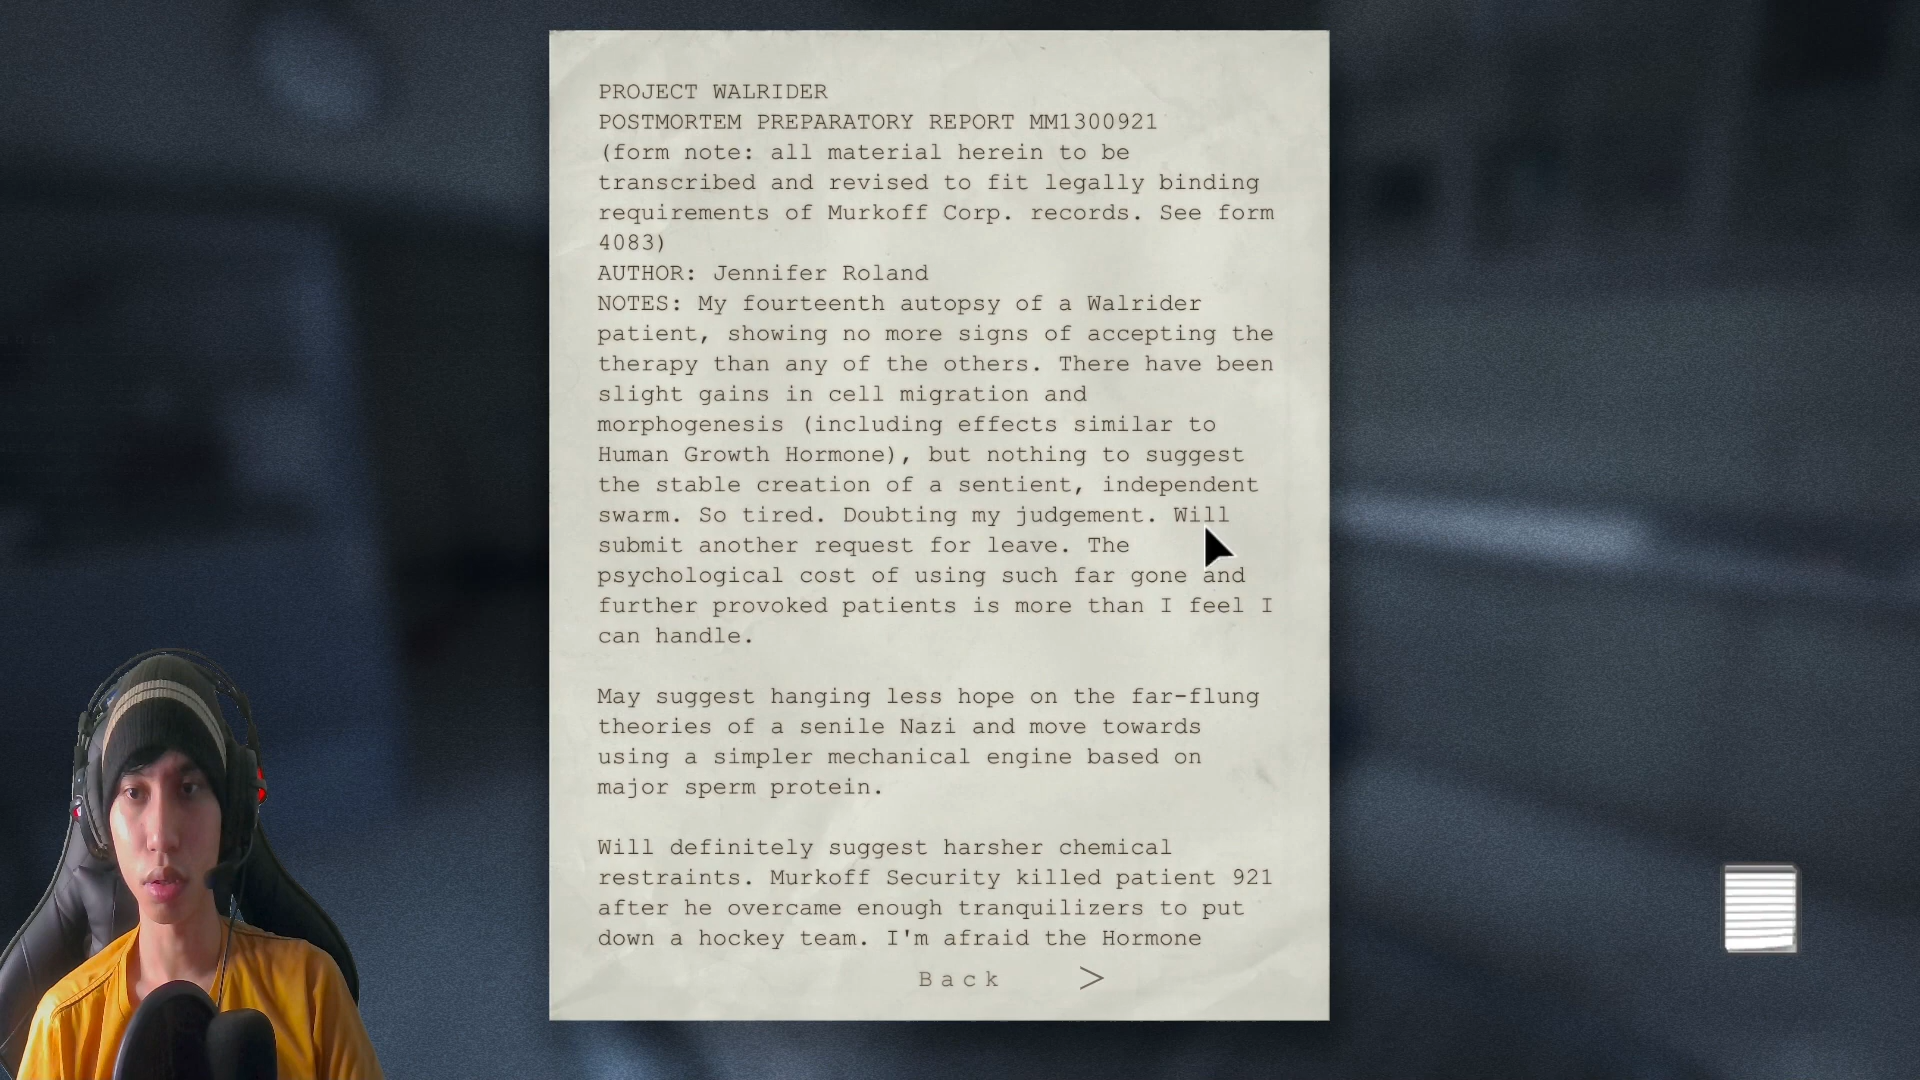 PROJECT WALRIDER
POSTMORTEM PREPARATORY REPORT MM1300921
(form note: all material herein to be
transcribed and revised to fit legally binding
requirements of Murkoff Corp. records. See form
4083)
AUTHOR: Jennifer Roland
NOTES: My fourteenth autopsy of a Walrider
patient, showing no more signs of accepting the
therapy than any of the others. There have been
slight gains in cell migration and
morphogenesis (including effects similar to
Human Growth Hormone), but nothing to suggest
the stable creation of a sentient, independent
swarm. So tired. Doubting my judgement. Will
submit another request for leave. The
psychological cost of using such far gone and
further provoked patients is more than I feel I
can handle.
May suggest hanging less hope on the far-flung
theories of a senile Nazi and move towards
using a simpler mechanical engine based on
major sperm protein.
Will definitely suggest harsher chemical
restraints. Murkoff Security killed patient 921
after he overcame enough tranquilizers to put
down a hockey team. I'm afraid the Hormone
Back >